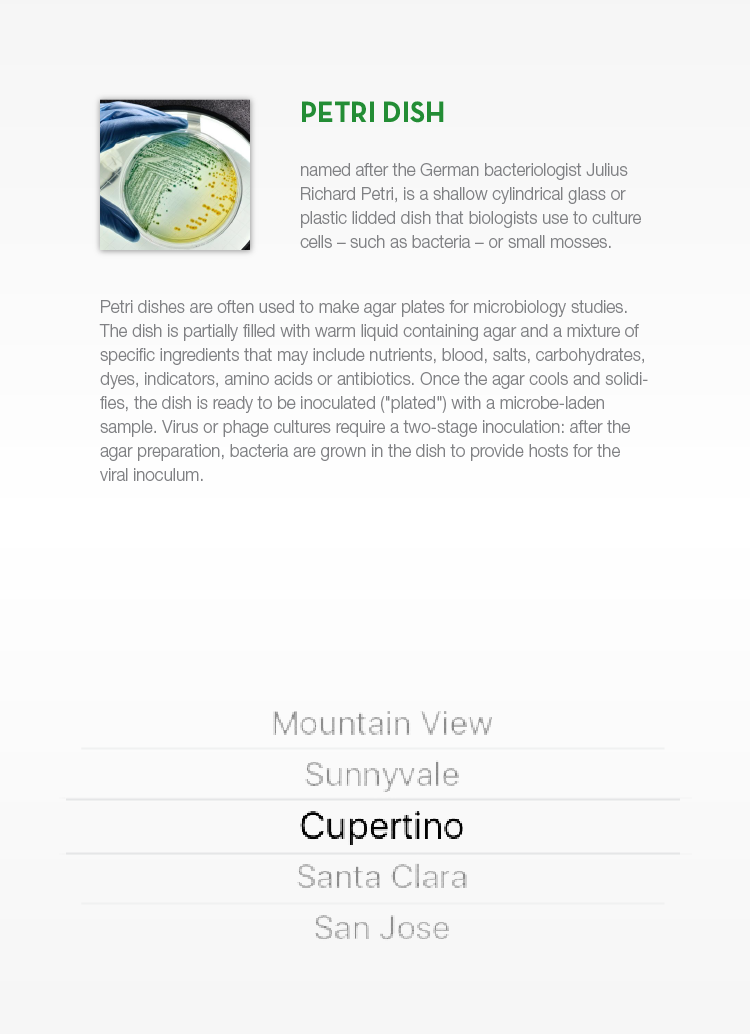 PETRI DISH
named after the German bacteriologist Julius
Richard Petri, is a shallow cylindrical glass or
plastic lidded dish that biologists use to culture
cells – such as bacteria – or small mosses.
Petri dishes are often used to make agar plates for microbiology studies.
The dish is partially filled with warm liquid containing agar and a mixture of
specific ingredients that may include nutrients, blood, salts, carbohydrates,
dyes, indicators, amino acids or antibiotics. Once the agar cools and solidi-
fies, the dish is ready to be inoculated ("plated") with a microbe-laden
sample. Virus or phage cultures require a two-stage inoculation: after the
agar preparation, bacteria are grown in the dish to provide hosts for the
viral inoculum.
Mountain View
Sunnyvale
Cupertino
Santa Clara
San Jose